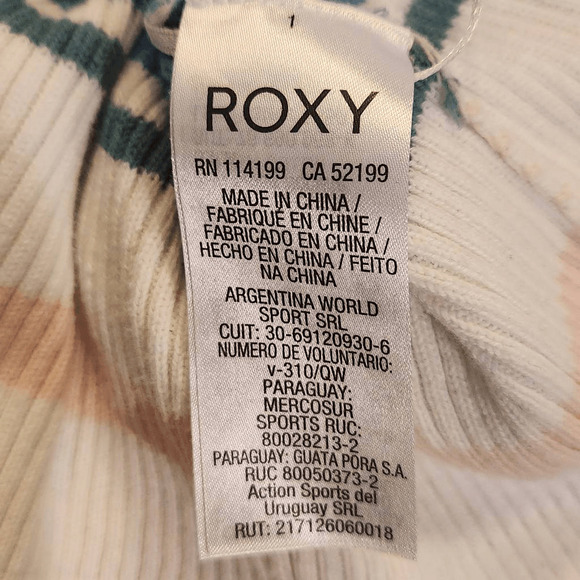 1
ROXY
RN 114199 CA 52199
MADE IN CHINA /
FABRIQUÉ EN CHINE /
FABRICADO EN CHINA /
HECHO EN CHINA / FEITO
NA CHINA
ARGENTINA WORLD
SPORT SRL
CUIT: 30-69120930-6
NUMERO DE VOLUNTARIO:
v-310/QW
PARAGUAY:
MERCOSUR
SPORTS RUC:
80028213-2
PARAGUAY: GUATA PORA S.A.
RUC 80050373-2
Action Sports del
Uruguay SRL
RUT: 217126060018